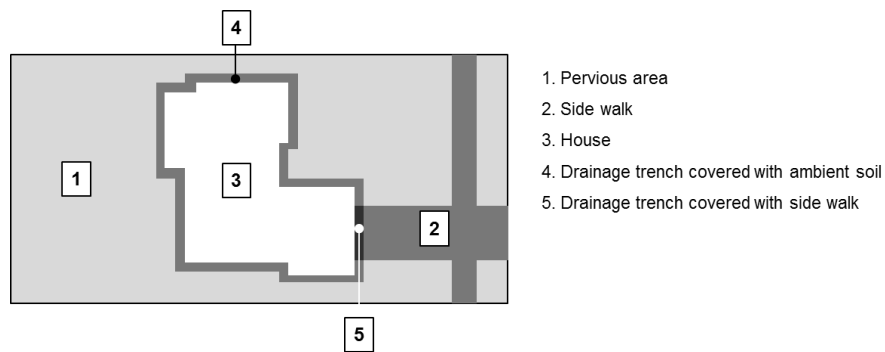 4
1
3
2
5
1. Pervious area
2. Side walk
3. House
4. Drainage trench covered with ambient soil
5. Drainage trench covered with side walk